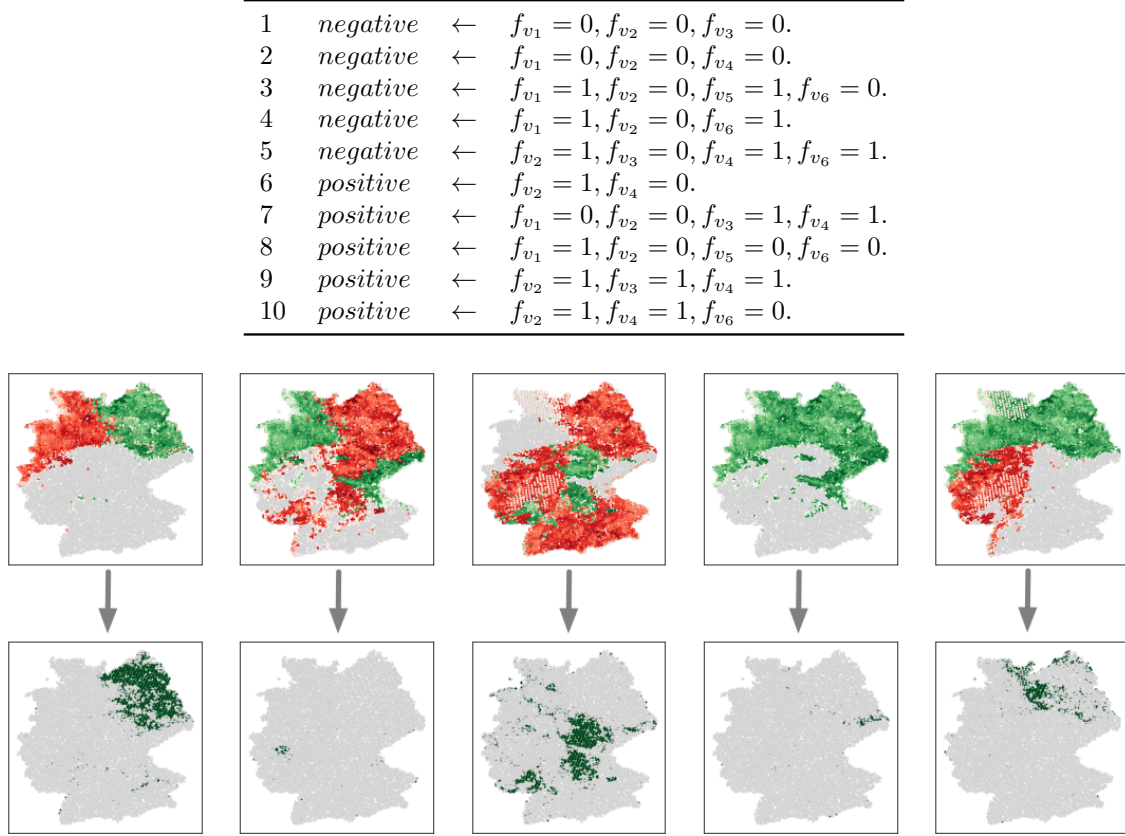 1 negative ← f_{v_1} = 0, f_{v_2} = 0, f_{v_3} = 0.
2 negative ← f_{v_1} = 0, f_{v_2} = 0, f_{v_4} = 0.
3 negative ← f_{v_1} = 1, f_{v_2} = 0, f_{v_5} = 1, f_{v_6} = 0.
4 negative ← f_{v_1} = 1, f_{v_2} = 0, f_{v_6} = 1.
5 negative ← f_{v_2} = 1, f_{v_3} = 0, f_{v_4} = 1, f_{v_6} = 1.
6 positive ← f_{v_2} = 1, f_{v_4} = 0.
7 positive ← f_{v_1} = 0, f_{v_2} = 0, f_{v_3} = 1, f_{v_4} = 1.
8 positive ← f_{v_1} = 1, f_{v_2} = 0, f_{v_5} = 0, f_{v_6} = 0.
9 positive ← f_{v_2} = 1, f_{v_3} = 1, f_{v_4} = 1.
10 positive ← f_{v_2} = 1, f_{v_4} = 1, f_{v_6} = 0.